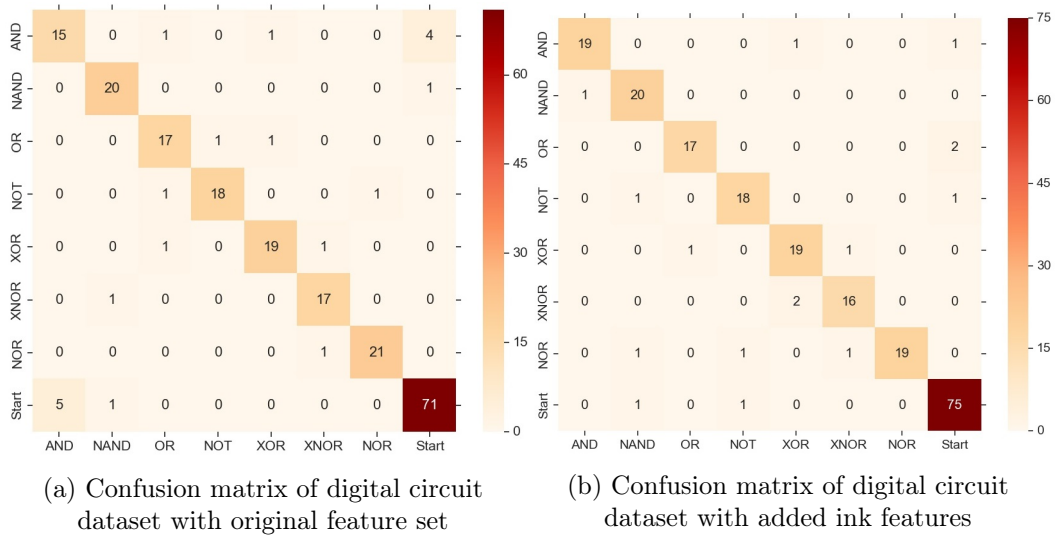 AND 15 0 1 0 1 0 0 4
NAND 0 20 0 0 0 0 0 1
OR 0 0 17 1 1 0 0 0
NOT 0 0 1 18 0 0 1 0
XOR 0 0 1 0 19 1 0 0
XNOR 0 1 0 0 0 17 0 0
NOR 0 0 0 0 0 1 21 0
Start 5 1 0 0 0 0 0 71
AND NAND OR NOT XOR XNOR NOR Start
60
45
30
15
0
(a) Confusion matrix of digital circuit
dataset with original feature set
AND 19 0 0 0 1 0 0 1
NAND 1 20 0 0 0 0 0 0
OR 0 0 17 0 0 0 0 2
NOT 0 1 0 18 0 0 0 1
XOR 0 0 1 0 19 1 0 0
XNOR 0 0 0 0 2 16 0 0
NOR 0 1 0 1 0 1 19 0
Start 0 1 0 1 0 0 0 75
AND NAND OR NOT XOR XNOR NOR Start
75
60
45
30
15
0
(b) Confusion matrix of digital circuit
dataset with added ink features